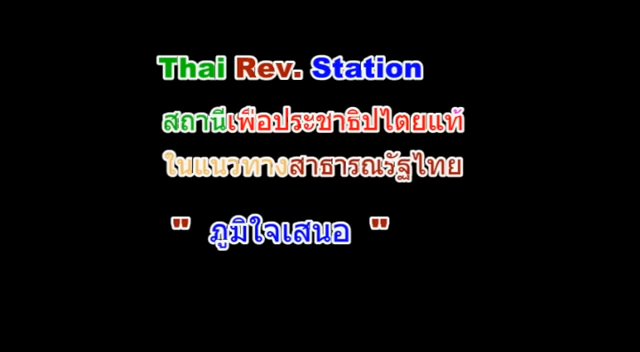 Thai Rev. Station
สถานีเพื่อประชาธิปไตยแท้
ในแนวทางสาธารณรัฐไทย
" ภูมิใจเสนอ "